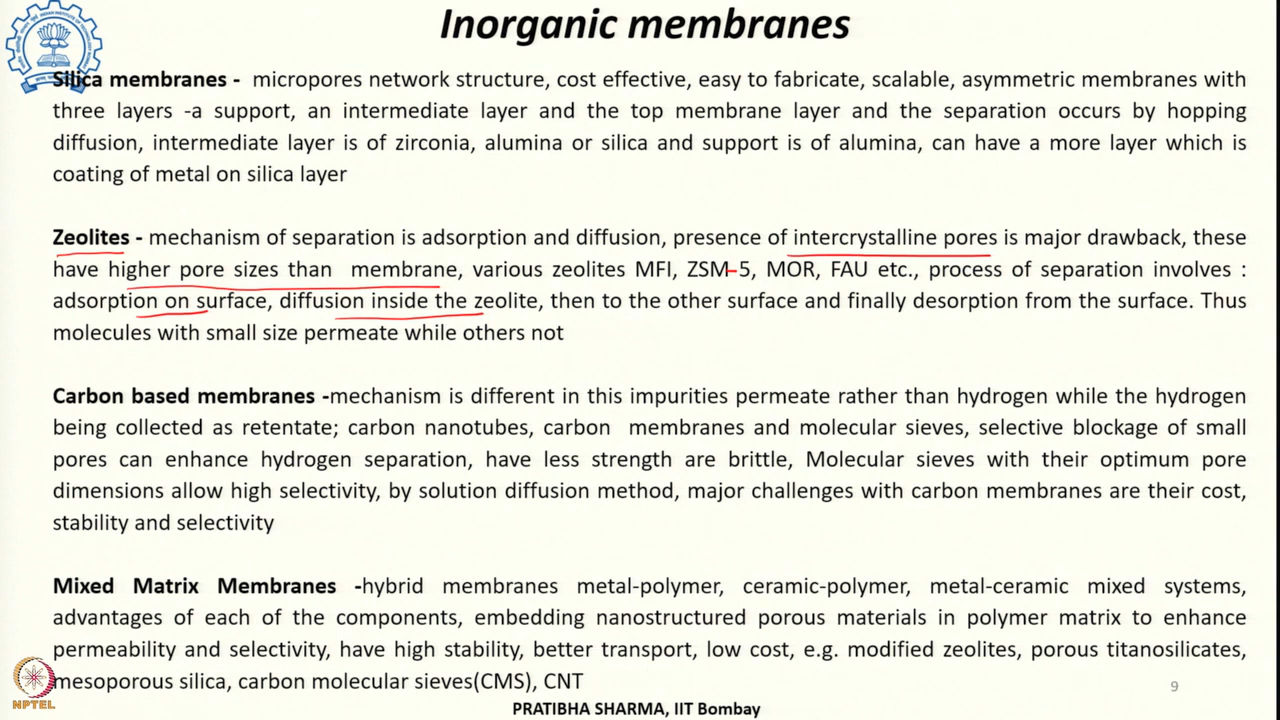 Inorganic membranes
Silica membranes - micropores network structure, cost effective, easy to fabricate, scalable, asymmetric membranes with
three layers -a support, an intermediate layer and the top membrane layer and the separation occurs by hopping
diffusion, intermediate layer is of zirconia, alumina or silica and support is of alumina, can have a more layer which is
coating of metal on silica layer
Zeolites - mechanism of separation is adsorption and diffusion, presence of intercrystalline pores is major drawback, these
have higher pore sizes than membrane, various zeolites MFI, ZSM-5, MOR, FAU etc., process of separation involves :
adsorption on surface, diffusion inside the zeolite, then to the other surface and finally desorption from the surface. Thus
molecules with small size permeate while others not
Carbon based membranes -mechanism is different in this impurities permeate rather than hydrogen while the hydrogen
being collected as retentate; carbon nanotubes, carbon membranes and molecular sieves, selective blockage of small
pores can enhance hydrogen separation, have less strength are brittle, Molecular sieves with their optimum pore
dimensions allow high selectivity, by solution diffusion method, major challenges with carbon membranes are their cost,
stability and selectivity
Mixed Matrix Membranes -hybrid membranes metal-polymer, ceramic-polymer, metal-ceramic mixed systems,
advantages of each of the components, embedding nanostructured porous materials in polymer matrix to enhance
permeability and selectivity, have high stability, better transport, low cost, e.g. modified zeolites, porous titanosilicates,
mesoporous silica, carbon molecular sieves(CMS), CNT
9
NPTEL
PRATIBHA SHARMA, IIT Bombay